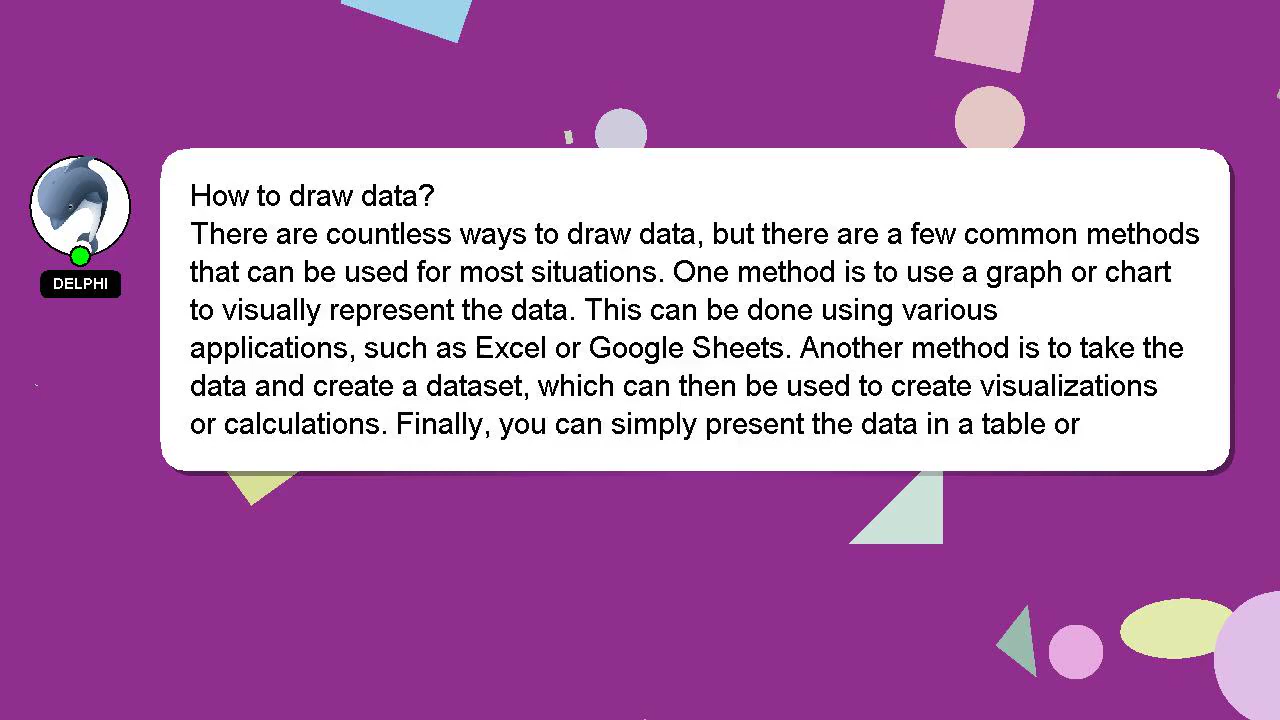 How to draw data?
There are countless ways to draw data, but there are a few common methods
that can be used for most situations. One method is to use a graph or chart
to visually represent the data. This can be done using various
applications, such as Excel or Google Sheets. Another method is to take the
data and create a dataset, which can then be used to create visualizations
or calculations. Finally, you can simply present the data in a table or
DELPHI